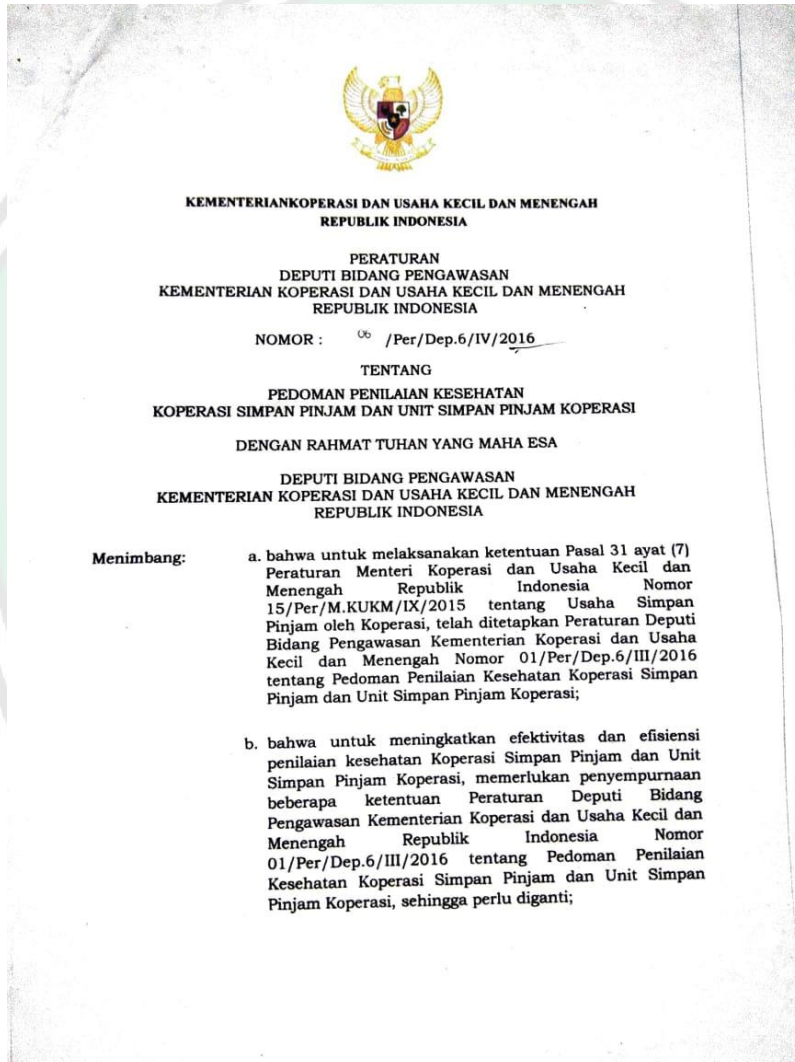 KEMENTERIANKOPERASI DAN USAHA KECIL DAN MENENGAH
REPUBLIK INDONESIA
PERATURAN
DEPUTI BIDANG PENGAWASAN
KEMENTERIAN KOPERASI DAN USAHA KECIL DAN MENENGAH
REPUBLIK INDONESIA
NOMOR : 06 /Per/Dep.6/IV/2016
TENTANG
PEDOMAN PENILAIAN KESEHATAN
KOPERASI SIMPAN PINJAM DAN UNIT SIMPAN PINJAM KOPERASI
DENGAN RAHMAT TUHAN YANG MAHA ESA
DEPUTI BIDANG PENGAWASAN
KEMENTERIAN KOPERASI DAN USAHA KECIL DAN MENENGAH
REPUBLIK INDONESIA
Menimbang: a. bahwa untuk melaksanakan ketentuan Pasal 31 ayat (7)
Peraturan Menteri Koperasi dan Usaha Kecil dan
Menengah Republik Indonesia Nomor
15/Per/M.KUKM/IX/2015 tentang Usaha Simpan
Pinjam oleh Koperasi, telah ditetapkan Peraturan Deputi
Bidang Pengawasan Kementerian Koperasi dan Usaha
Kecil dan Menengah Nomor 01/Per/Dep.6/III/2016
tentang Pedoman Penilaian Kesehatan Koperasi Simpan
Pinjam dan Unit Simpan Pinjam Koperasi;
b. bahwa untuk meningkatkan efektivitas dan efisiensi
penilaian kesehatan Koperasi Simpan Pinjam dan Unit
Simpan Pinjam Koperasi, memerlukan penyempurnaan
beberapa ketentuan Peraturan Deputi Bidang
Pengawasan Kementerian Koperasi dan Usaha Kecil dan
Menengah Republik Indonesia Nomor
01/Per/Dep.6/III/2016 tentang Pedoman Penilaian
Kesehatan Koperasi Simpan Pinjam dan Unit Simpan
Pinjam Koperasi, sehingga perlu diganti;